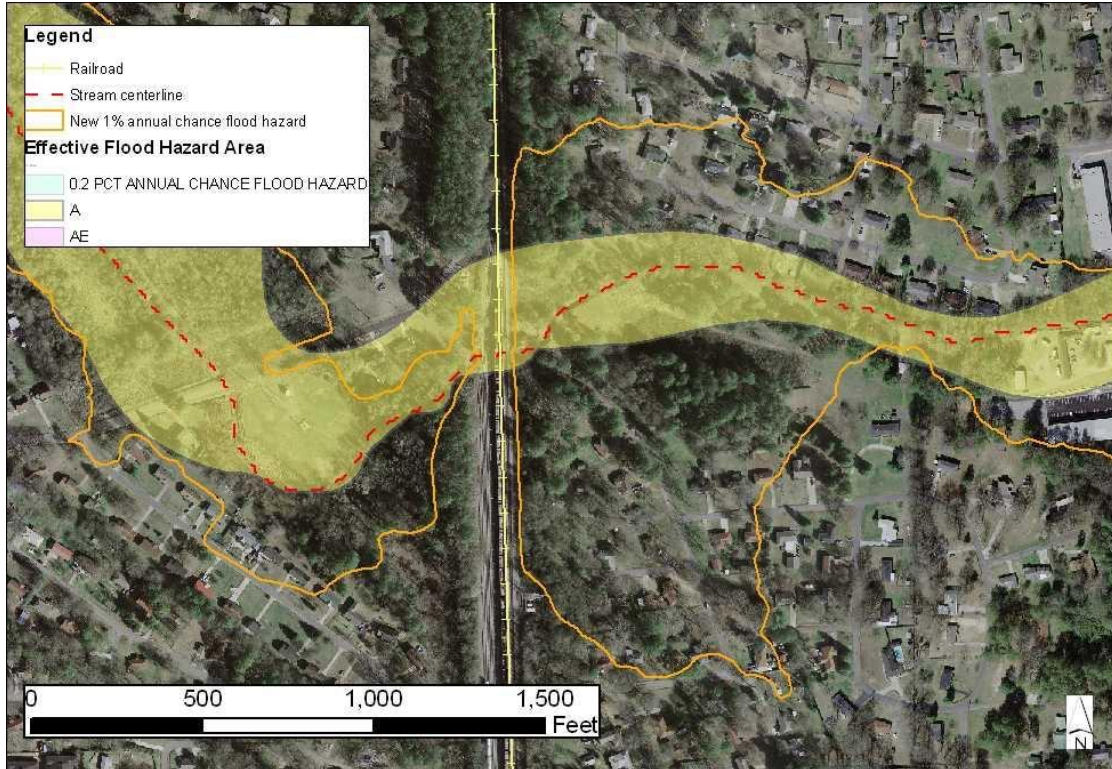 Legend
Railroad
Stream centerline
New 1% annual chance flood hazard
Effective Flood Hazard Area
0.2 PCT ANNUAL CHANCE FLOOD HAZARD
A
AE
0 500 1,000 1,500
Feet
N